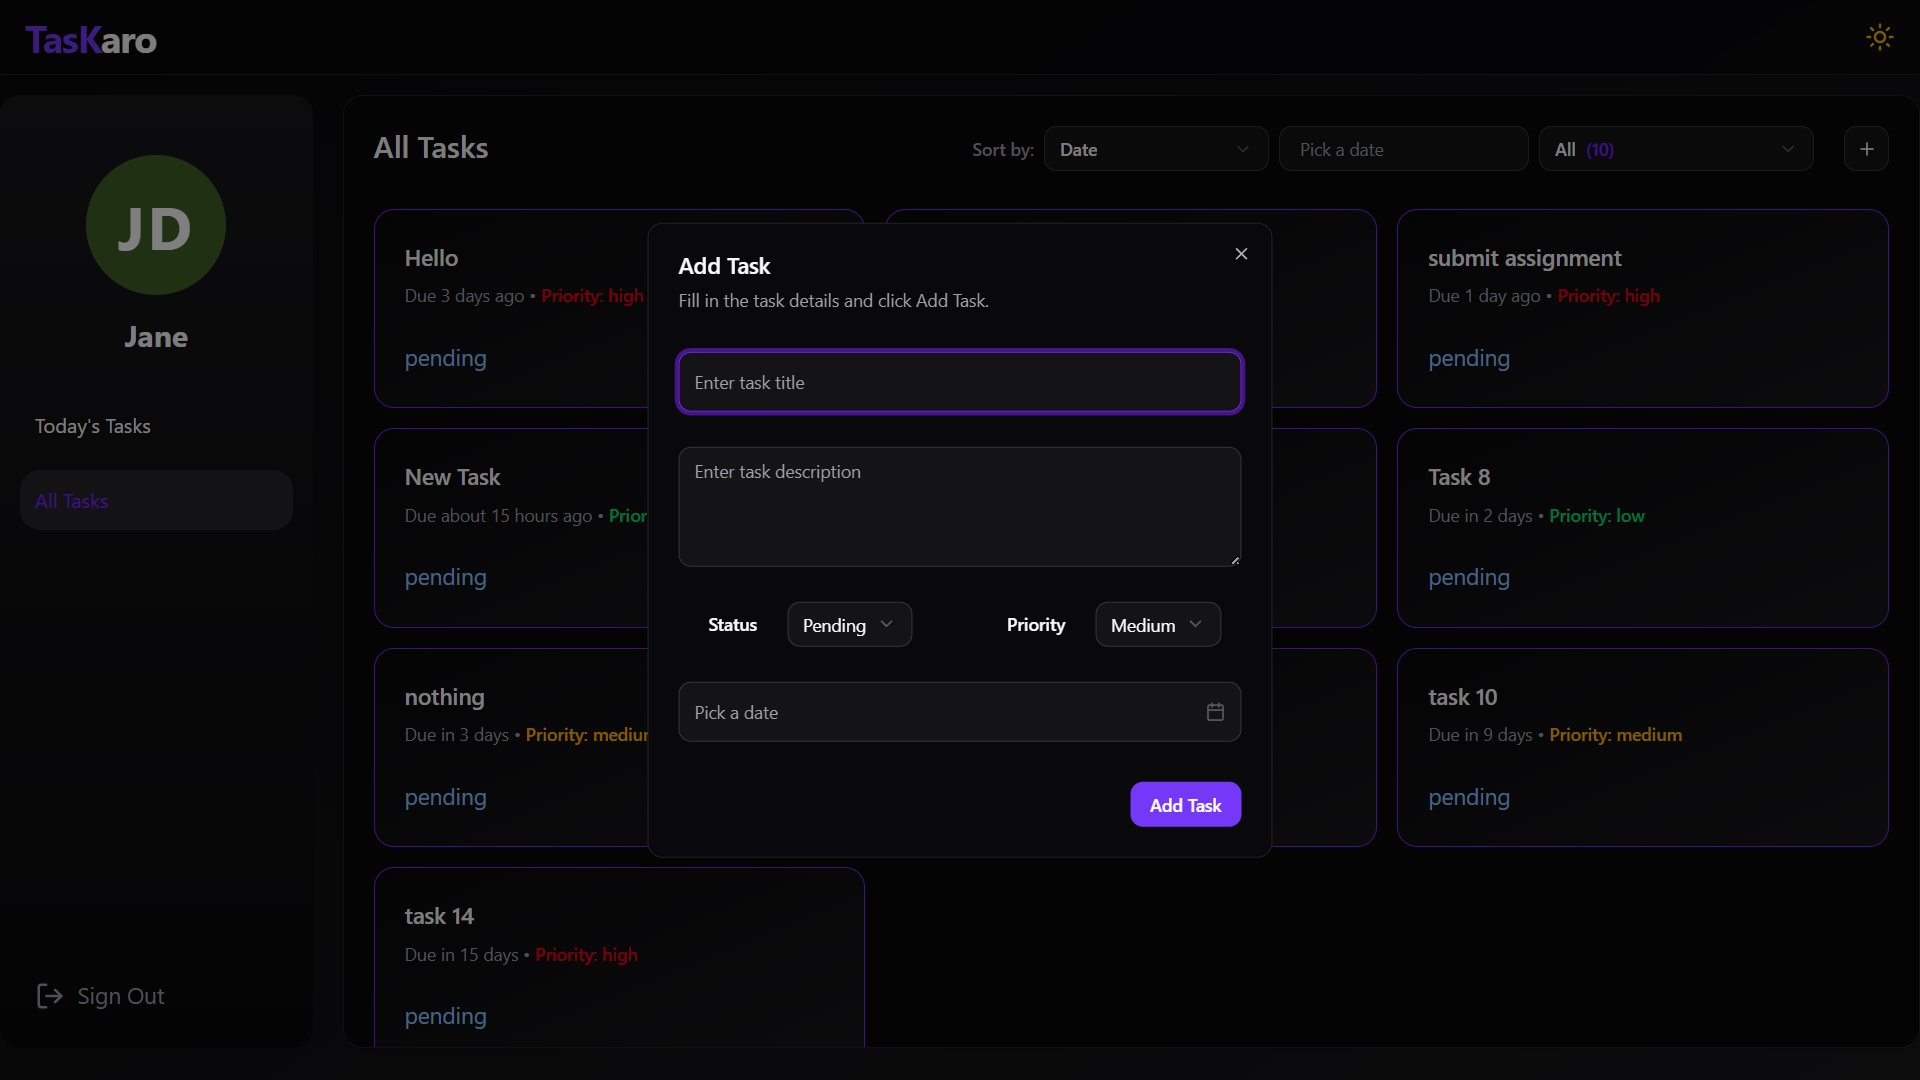 TasKaro
JD
Jane
Today's Tasks
All Tasks
Sign Out
All Tasks
Sort by:
Date
Pick a date
All (10)
Hello
Due 3 days ago • Priority: high
pending
submit assignment
Due 1 day ago • Priority: high
pending
New Task
Due about 15 hours ago •
pending
Task 8
Due in 2 days • Priority: low
pending
nothing
Due in 3 days • Priority: medium
pending
task 10
Due in 9 days • Priority: medium
pending
task 14
Due in 15 days • Priority: high
pending
Add Task
Fill in the task details and click Add Task.
Enter task title
Enter task description
Status
Pending
Priority
Medium
Pick a date
Add Task